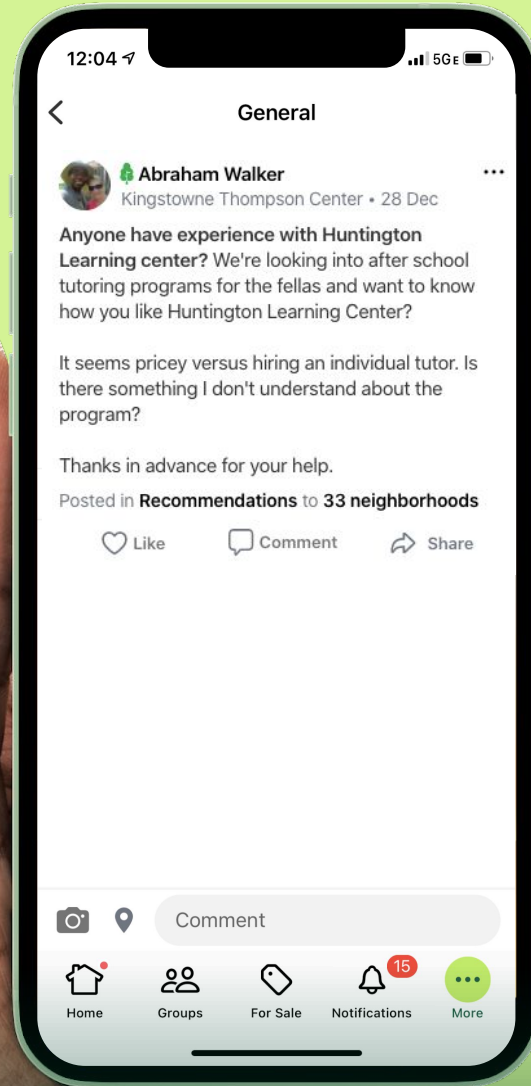 12:04
5GE
General
Abraham Walker
Kingstowne Thompson Center • 28 Dec
Anyone have experience with Huntington
Learning center? We're looking into after school
tutoring programs for the fellas and want to know
how you like Huntington Learning Center?
It seems pricey versus hiring an individual tutor. Is
there something I don't understand about the
program?
Thanks in advance for your help.
Posted in Recommendations to 33 neighborhoods
Like Comment Share
Comment
15
Home Groups For Sale Notifications More